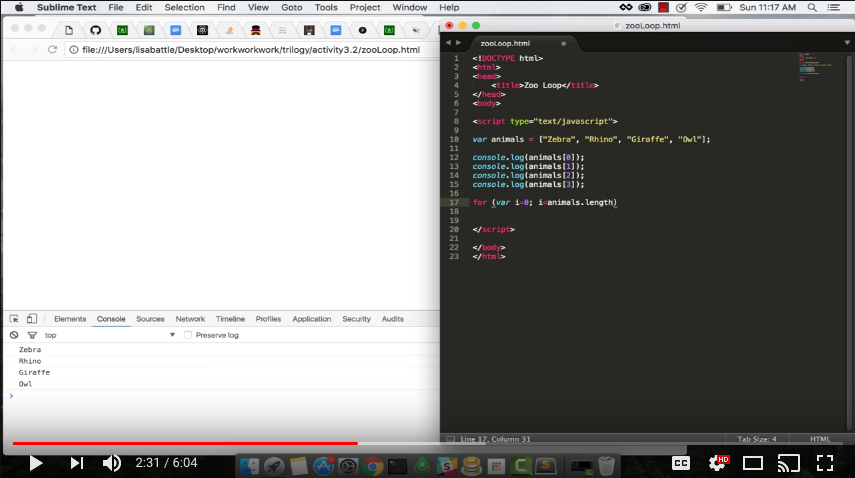 Sublime Text File Edit Selection Find View Goto Tools Project Window Help Sun 11:17 AM
file:///Users/lisabattle/Desktop/workworkwork/trilogy/activity3.2/zooLoop.html
zooLoop.html
zooLoop.html
1 <!DOCTYPE html>
2 <html>
3 <head>
4 <title>Zoo Loop</title>
5 </head>
6 <body>
7
8 <script type="text/javascript">
9
10 var animals = ["Zebra", "Rhino", "Giraffe", "Owl"];
11
12 console.log(animals[0]);
13 console.log(animals[1]);
14 console.log(animals[2]);
15 console.log(animals[3]);
16
17 for (var i=0; i<animals.length)
18
19
20 </script>
21
22 </body>
23 </html>
Elements Console Sources Network Timeline Profiles Application Security Audits
top Preserve log
Zebra
Rhino
Giraffe
Owl
Line 17, Column 31 Tab Size: 4 HTML
2:31 / 6:04 CC HD